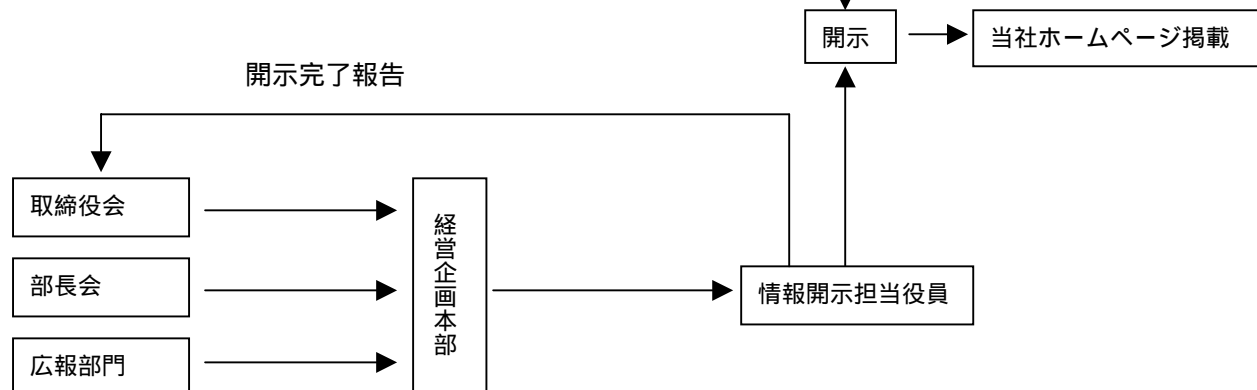 開示
当社ホームページ掲載
開示完了報告
取締役会
経営企画本部
部長会
情報開示担当役員
広報部門